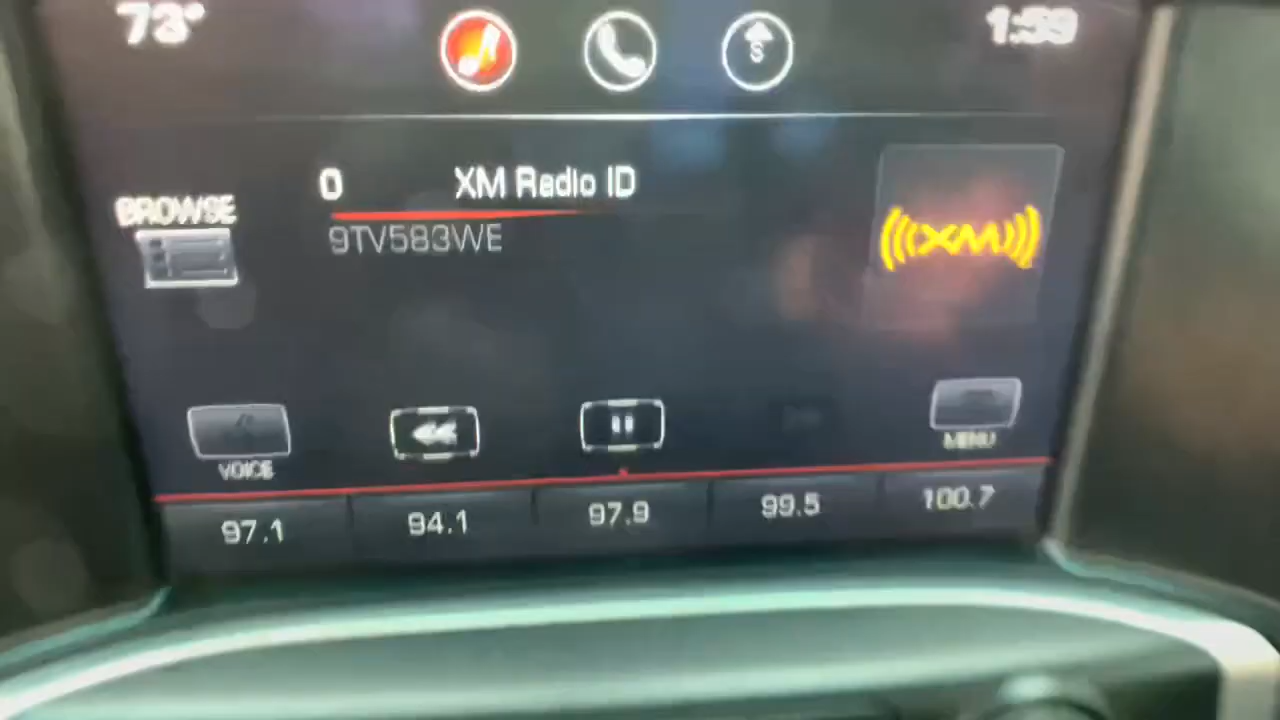 73° 1:59
S
0 XM Radio ID
BROWSE
9TV583WE
(((XM)))
VOICE
MENU
97.1 94.1 97.9 99.5 100.7